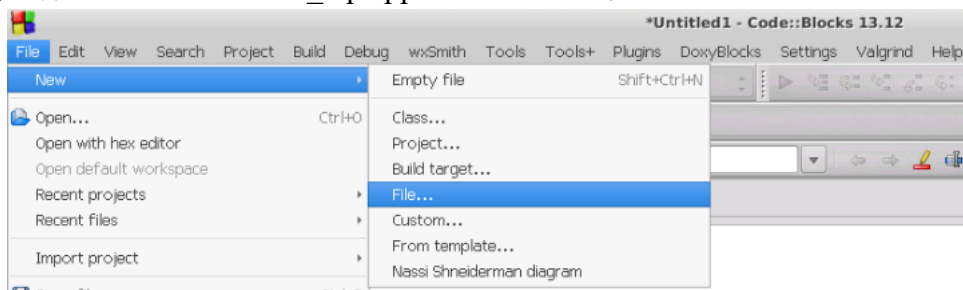 *Untitled1 - Code::Blocks 13.12
File Edit View Search Project Build Debug wxSmith Tools Tools+ Plugins DoxyBlocks Settings Valgrind Help
New
Empty file Shift+Ctrl+N
Open... Ctrl+O
Class...
Open with hex editor
Project...
Open default workspace
Build target...
Recent projects
File...
Recent files
Custom...
From template...
Import project
Nassi Shneiderman diagram